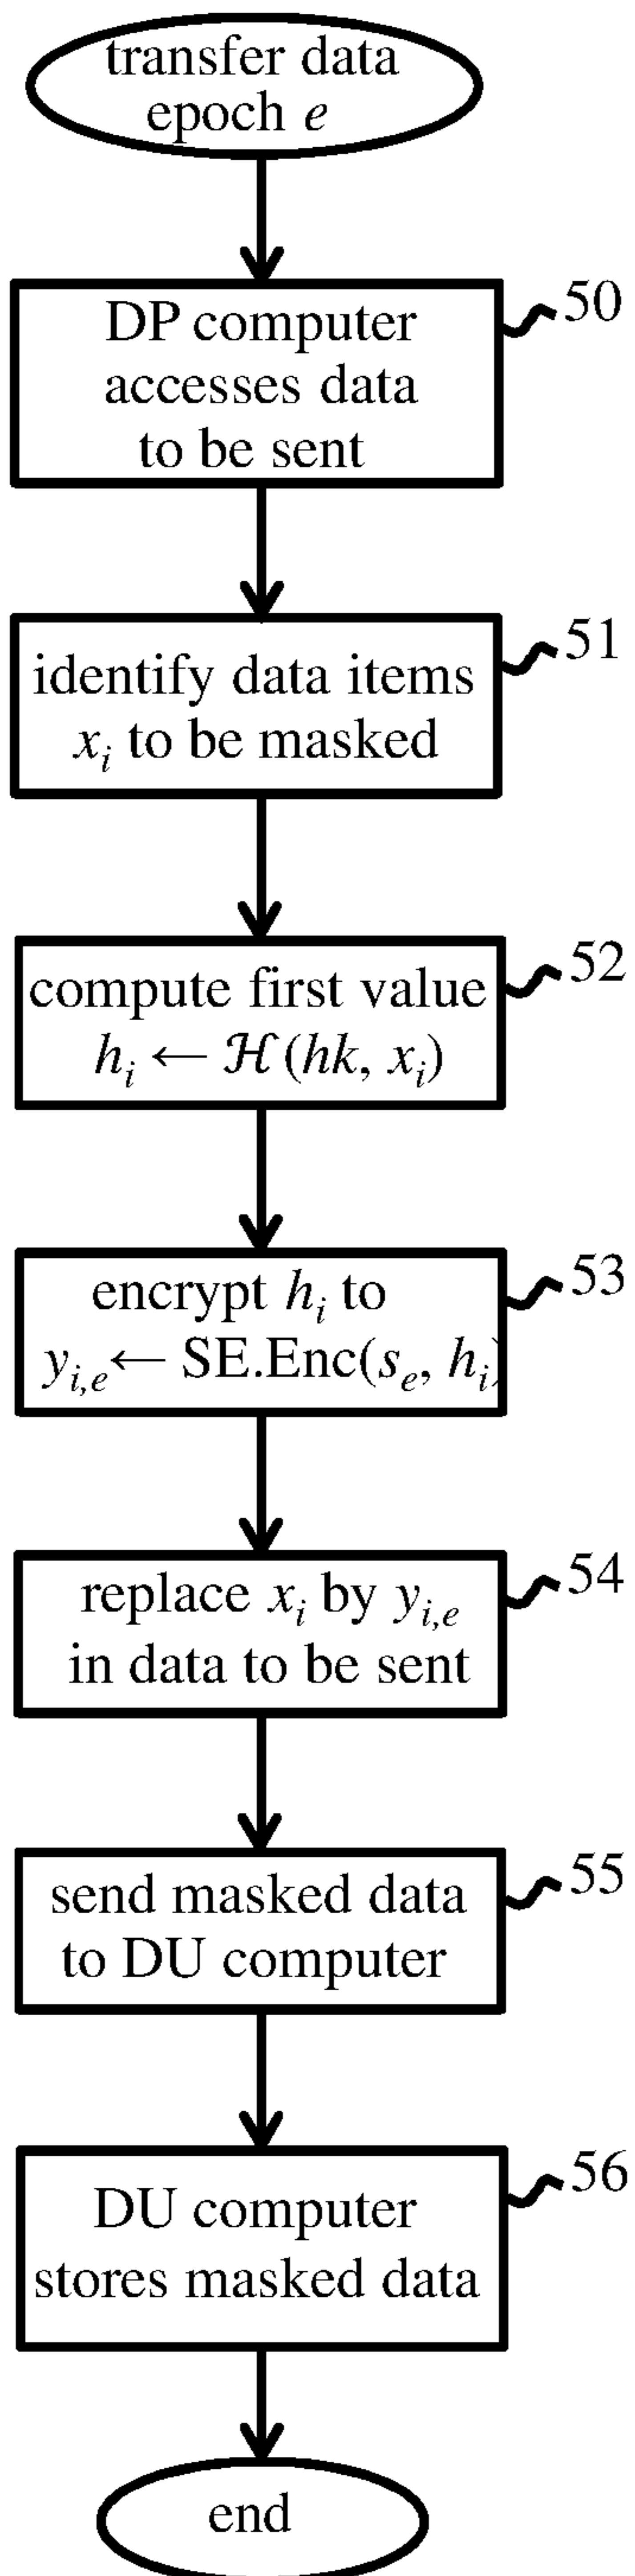 transfer data
epoch e
50
DP computer
accesses data
to be sent
51
identify data items
xᵢ to be masked
52
compute first value
hᵢ ← ℋ(hk, xᵢ)
53
encrypt hᵢ to
yᵢ,ₑ← SE.Enc(sₑ, hᵢ)
54
replace xᵢ by yᵢ,ₑ
in data to be sent
55
send masked data
to DU computer
56
DU computer
stores masked data
end